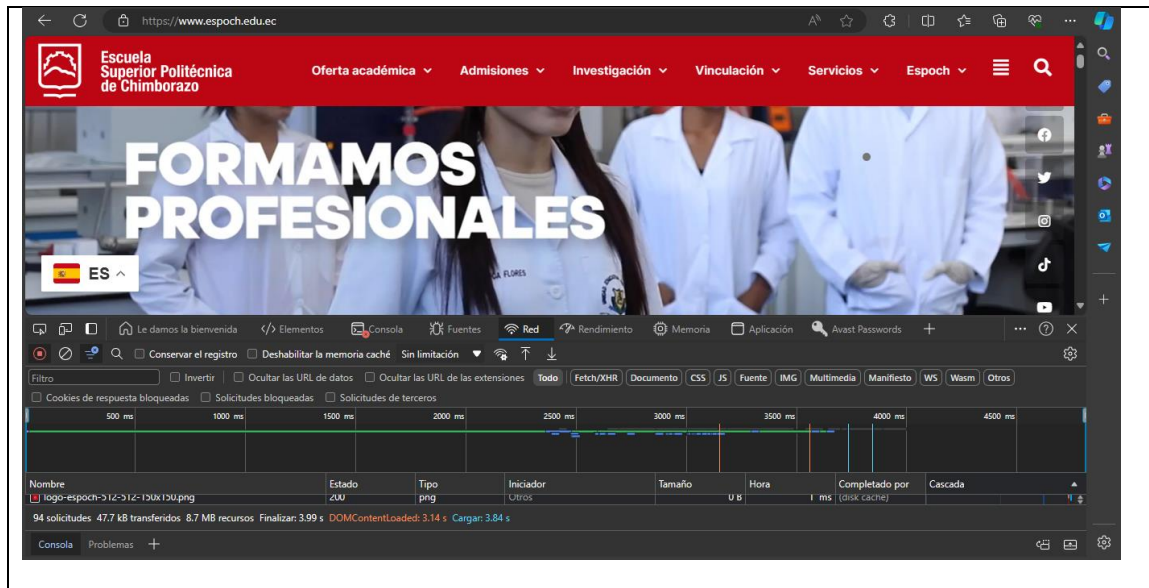 https://www.espoch.edu.ec
Escuela
Superior Politécnica
de Chimborazo
Oferta académica Admisiones Investigación Vinculación Servicios Espoch
FORMAMOS
PROFESIONALES
FLORES
ES
Le damos la bienvenida Elementos Consola Fuentes Red Rendimiento Memoria Aplicación Avast Passwords
Conservar el registro Deshabilitar la memoria caché Sin limitación
Filtro Invertir Ocultar las URL de datos Ocultar las URL de las extensiones Todo Fetch/XHR Documento CSS JS Fuente IMG Multimedia Manifiesto WS Wasm Otros
Cookies de respuesta bloqueadas Solicitudes bloqueadas Solicitudes de terceros
500 ms 1000 ms 1500 ms 2000 ms 2500 ms 3000 ms 3500 ms 4000 ms 4500 ms
Nombre Estado Tipo Iniciador Tamaño Hora Completado por Cascada
logo-espoch-512-512-150x150.png 200 png Otros 0 B 1 ms (disk cache)
94 solicitudes 47.7 kB transferidos 8.7 MB recursos Finalizar: 3.99 s DOMContentLoaded: 3.14 s Cargar: 3.84 s
Consola Problemas